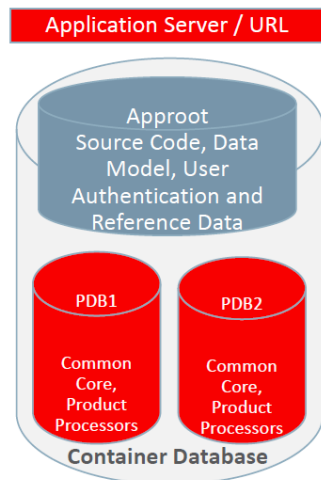 Application Server / URL
Approot
Source Code, Data
Model, User
Authentication and
Reference Data
PDB1
Common
Core,
Product
Processors
PDB2
Common
Core,
Product
Processors
Container Database